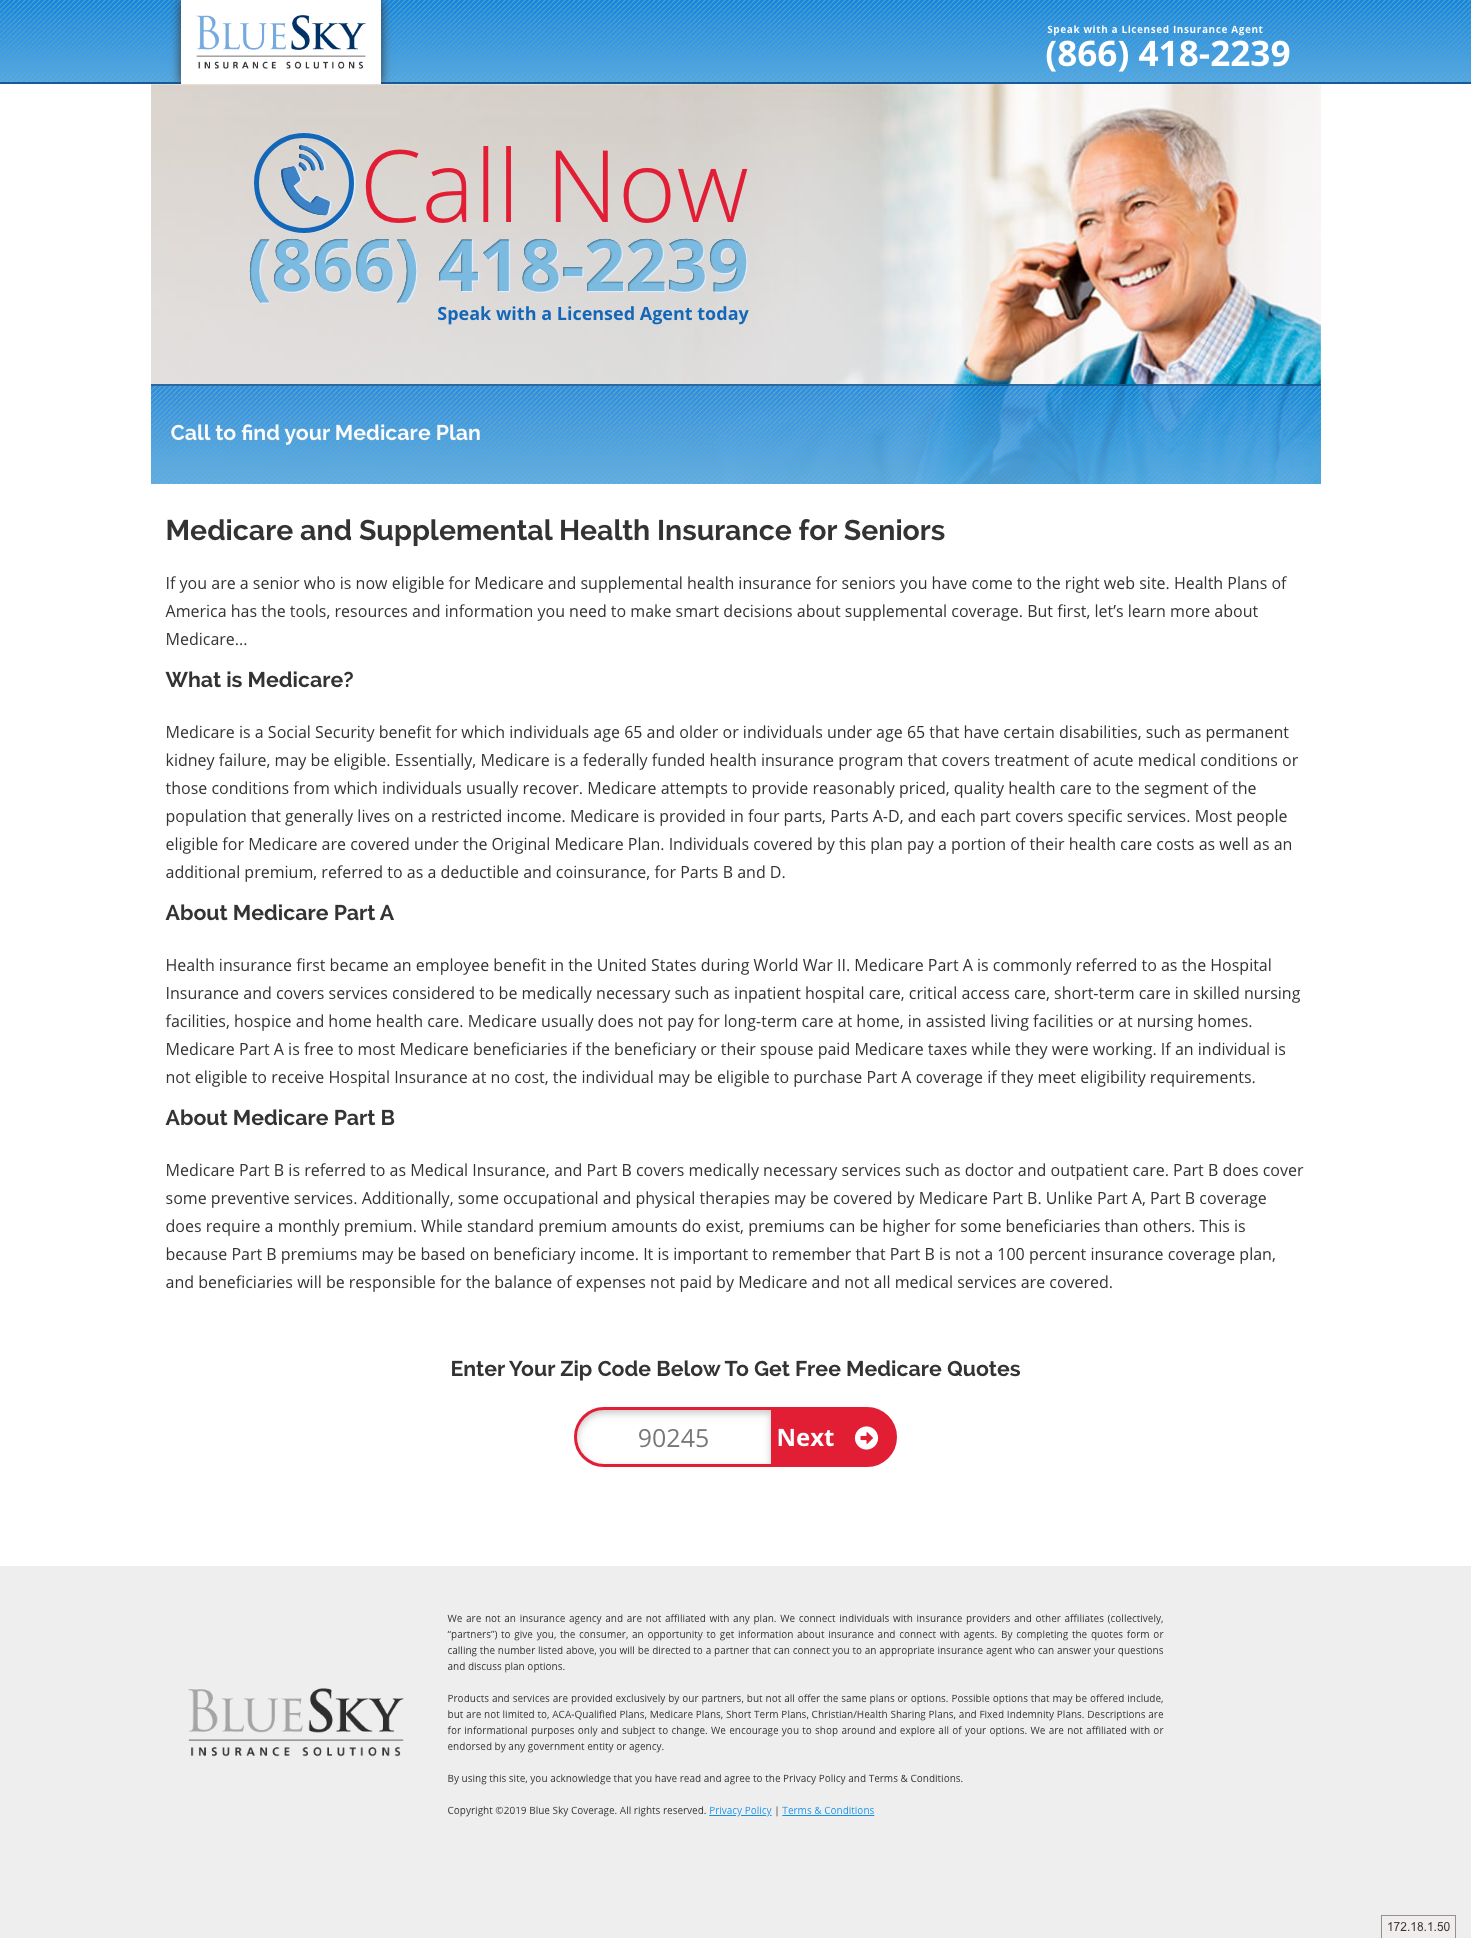 BLUESKY
INSURANCE SOLUTIONS
Speak with a Licensed Insurance Agent
(866) 418-2239
Call Now
(866) 418-2239
Speak with a Licensed Agent today
Call to find your Medicare Plan
Medicare and Supplemental Health Insurance for Seniors
If you are a senior who is now eligible for Medicare and supplemental health insurance for seniors you have come to the right web site. Health Plans of
America has the tools, resources and information you need to make smart decisions about supplemental coverage. But first, let’s learn more about
Medicare…
What is Medicare?
Medicare is a Social Security benefit for which individuals age 65 and older or individuals under age 65 that have certain disabilities, such as permanent
kidney failure, may be eligible. Essentially, Medicare is a federally funded health insurance program that covers treatment of acute medical conditions or
those conditions from which individuals usually recover. Medicare attempts to provide reasonably priced, quality health care to the segment of the
population that generally lives on a restricted income. Medicare is provided in four parts, Parts A-D, and each part covers specific services. Most people
eligible for Medicare are covered under the Original Medicare Plan. Individuals covered by this plan pay a portion of their health care costs as well as an
additional premium, referred to as a deductible and coinsurance, for Parts B and D.
About Medicare Part A
Health insurance first became an employee benefit in the United States during World War II. Medicare Part A is commonly referred to as the Hospital
Insurance and covers services considered to be medically necessary such as inpatient hospital care, critical access care, short-term care in skilled nursing
facilities, hospice and home health care. Medicare usually does not pay for long-term care at home, in assisted living facilities or at nursing homes.
Medicare Part A is free to most Medicare beneficiaries if the beneficiary or their spouse paid Medicare taxes while they were working. If an individual is
not eligible to receive Hospital Insurance at no cost, the individual may be eligible to purchase Part A coverage if they meet eligibility requirements.
About Medicare Part B
Medicare Part B is referred to as Medical Insurance, and Part B covers medically necessary services such as doctor and outpatient care. Part B does cover
some preventive services. Additionally, some occupational and physical therapies may be covered by Medicare Part B. Unlike Part A, Part B coverage
does require a monthly premium. While standard premium amounts do exist, premiums can be higher for some beneficiaries than others. This is
because Part B premiums may be based on beneficiary income. It is important to remember that Part B is not a 100 percent insurance coverage plan,
and beneficiaries will be responsible for the balance of expenses not paid by Medicare and not all medical services are covered.
Enter Your Zip Code Below To Get Free Medicare Quotes
90245
Next
We are not an insurance agency and are not affiliated with any plan. We connect individuals with insurance providers and other affiliates (collectively,
“partners”) to give you, the consumer, an opportunity to get information about insurance and connect with agents. By completing the quotes form or
calling the number listed above, you will be directed to a partner that can connect you to an appropriate insurance agent who can answer your questions
and discuss plan options.
Products and services are provided exclusively by our partners, but not all offer the same plans or options. Possible options that may be offered include,
but are not limited to, ACA-Qualified Plans, Medicare Plans, Short Term Plans, Christian/Health Sharing Plans, and Fixed Indemnity Plans. Descriptions are
for informational purposes only and subject to change. We encourage you to shop around and explore all of your options. We are not affiliated with or
endorsed by any government entity or agency.
By using this site, you acknowledge that you have read and agree to the Privacy Policy and Terms & Conditions.
Copyright ©2019 Blue Sky Coverage. All rights reserved. Privacy Policy | Terms & Conditions
BLUESKY
INSURANCE SOLUTIONS
172.18.1.50